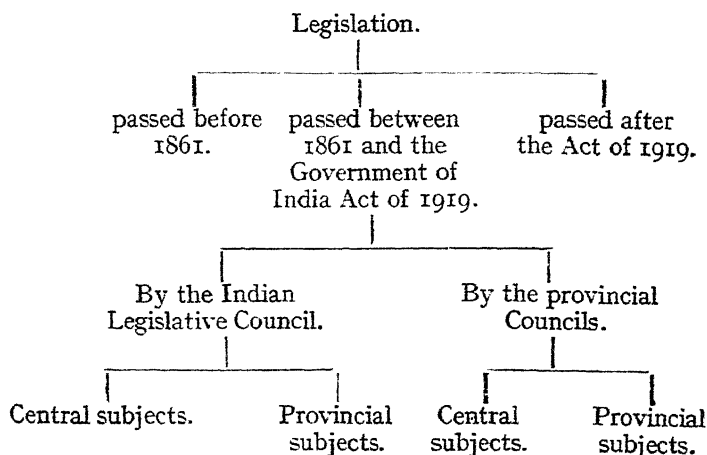 Legislation.
passed before
1861.
passed between
1861 and the
Government of
India Act of 1919.
passed after
the Act of 1919.
By the Indian
Legislative Council.
By the provincial
Councils.
Central subjects.
Provincial
subjects.
Central
subjects.
Provincial
subjects.